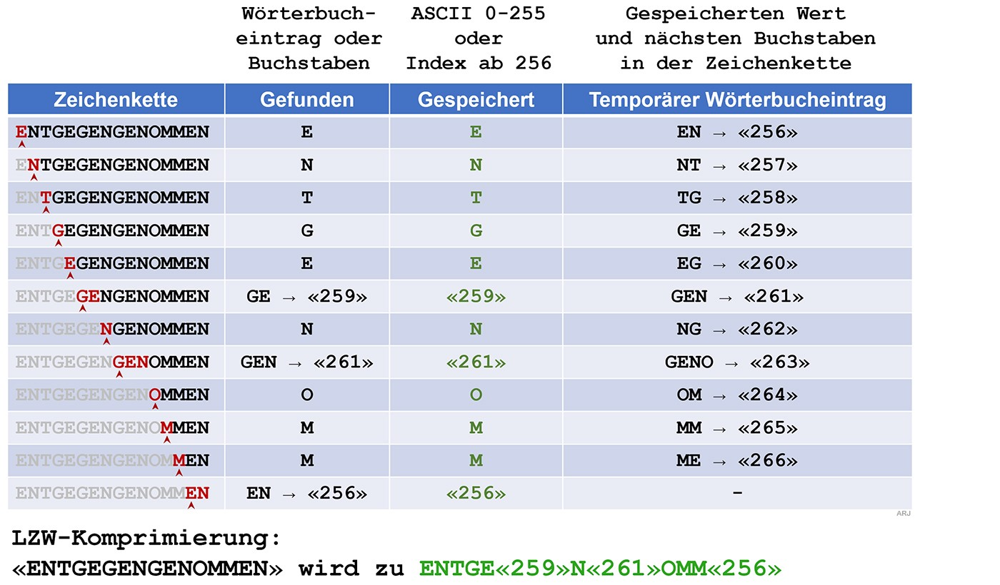 Wörterbuch-
eintrag oder
Buchstaben
ASCII 0-255
oder
Index ab 256
Gespeicherten Wert
und nächsten Buchstaben
in der Zeichenkette
Zeichenkette Gefunden Gespeichert Temporärer Wörterbucheintrag
ENTGEGENGENOMMEN E E EN → «256»
ENTGEGENGENOMMEN N N NT → «257»
ENTGEGENGENOMMEN T T TG → «258»
ENTGEGENGENOMMEN G G GE → «259»
ENTGEGENGENOMMEN E E EG → «260»
ENTGEGENGENOMMEN GE → «259» «259» GEN → «261»
ENTGEGENGENOMMEN N N NG → «262»
ENTGEGENGENOMMEN GEN → «261» «261» GENO → «263»
ENTGEGENGENOMMEN O O OM → «264»
ENTGEGENGENOMMEN M M MM → «265»
ENTGEGENGENOMMEN M M ME → «266»
ENTGEGENGENOMMEN EN → «256» «256» –
ARJ
LZW-Komprimierung:
«ENTGEGENGENOMMEN» wird zu ENTGE«259»N«261»OMM«256»